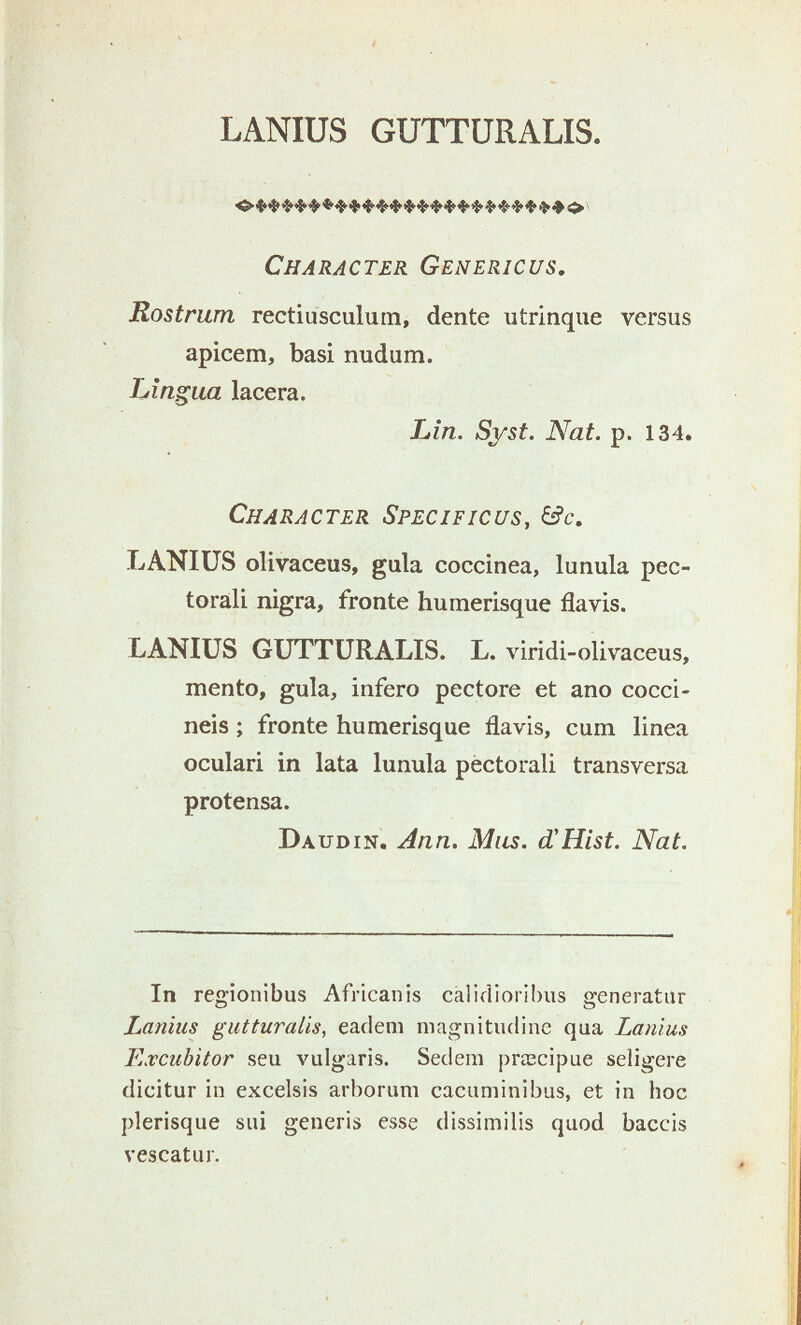 LANIUS GUTTURALIS.
CHARACTER GENERICUS.
Rostrum rectiusculum, dente utrinque versus
apicem, basi nudum.
Lingua lacera.
Lin. Syst. Nat. p. 134.
CHARACTER SPECIFICUS, &c.
LANIUS olivaceus, gula coccinea, lunula pec-
torali nigra, fronte humerisque flavis.
LANIUS GUTTURALIS. L. viridi-olivaceus,
mento, gula, infero pectore et ano cocci-
neis ; fronte humerisque flavis, cum linea
oculari in lata lunula pectorali transversa
protensa.
DAUDIN. Ann. Mus. d'Hist. Nat.
In regionibus Africanis calidioribus generatur
Lanius gutturalis, eadem magnitudine qua Lanius
Excubitor seu vulgaris. Sedem præcipue seligere
dicitur in excelsis arborum cacuminibus, et in hoc
plerisque sui generis esse dissimilis quod baccis
vescatur.